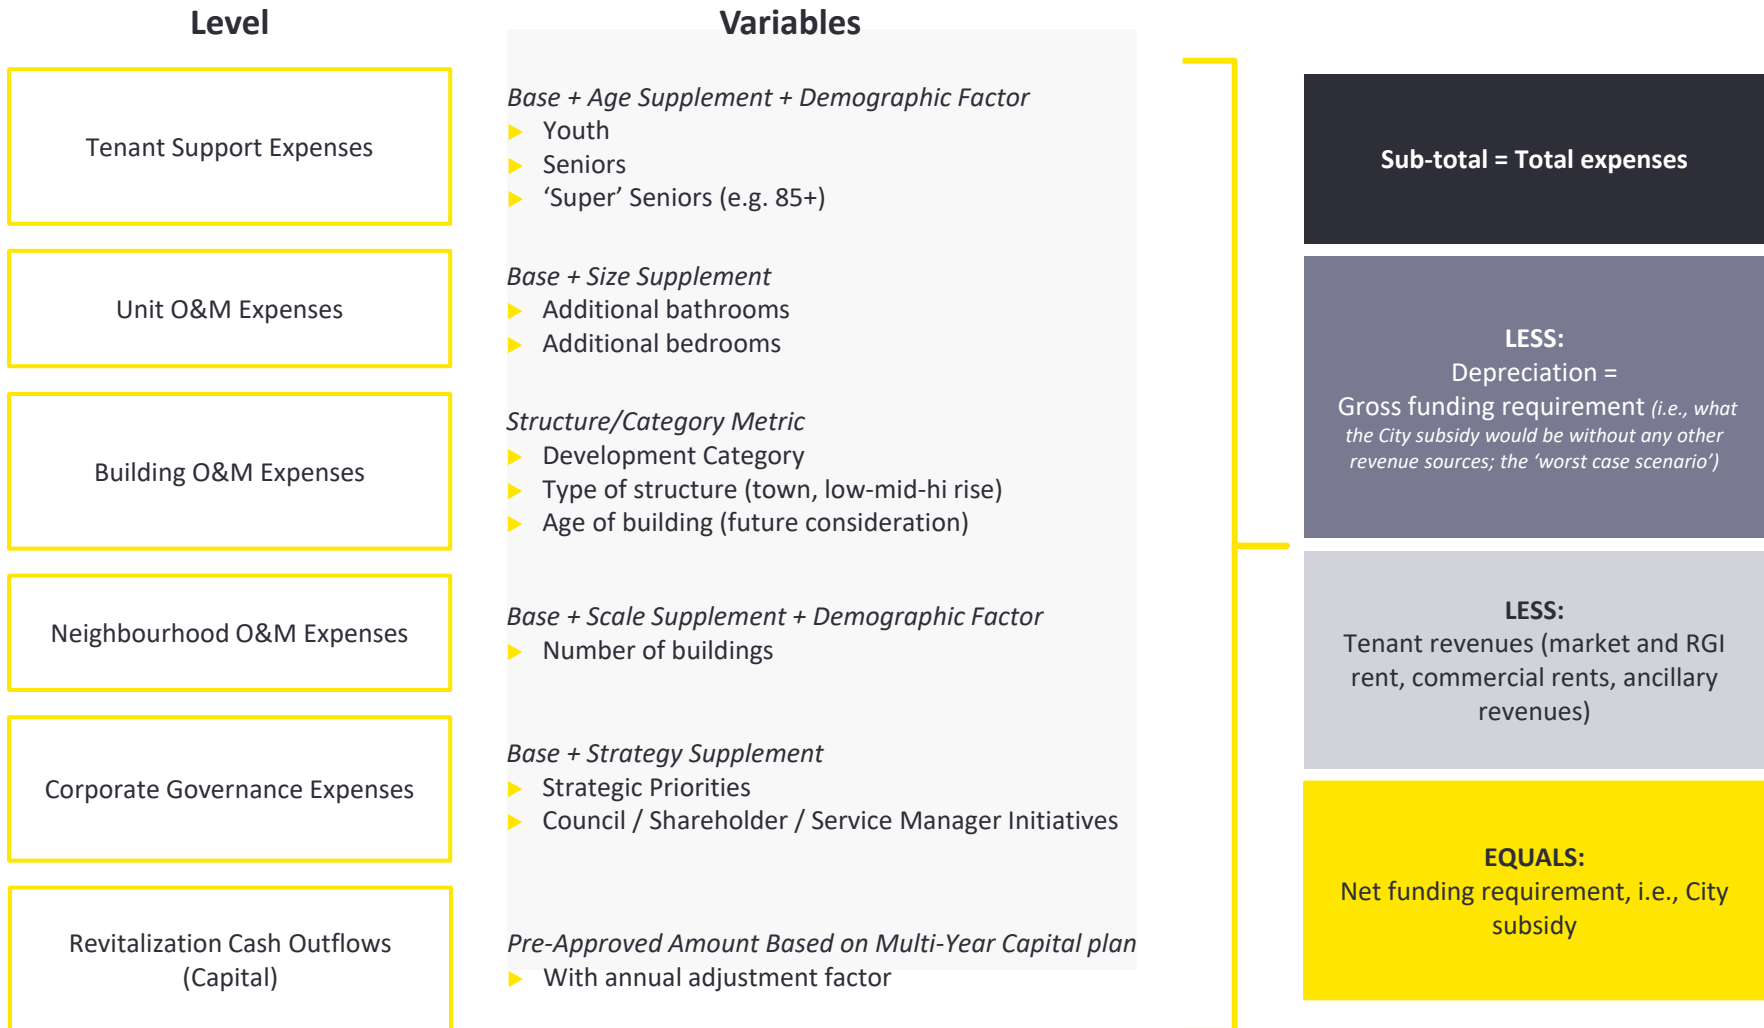 Level
Variables
Tenant Support Expenses
Base + Age Supplement + Demographic Factor
Youth
Seniors
‘Super’ Seniors (e.g. 85+)
Unit O&M Expenses
Base + Size Supplement
Additional bathrooms
Additional bedrooms
Building O&M Expenses
Structure/Category Metric
Development Category
Type of structure (town, low-mid-hi rise)
Age of building (future consideration)
Neighbourhood O&M Expenses
Base + Scale Supplement + Demographic Factor
Number of buildings
Corporate Governance Expenses
Base + Strategy Supplement
Strategic Priorities
Council / Shareholder / Service Manager Initiatives
Revitalization Cash Outflows
(Capital)
Pre-Approved Amount Based on Multi-Year Capital plan
With annual adjustment factor
Sub-total = Total expenses
LESS:
Depreciation =
Gross funding requirement (i.e., what
the City subsidy would be without any other
revenue sources; the ‘worst case scenario’)
LESS:
Tenant revenues (market and RGI
rent, commercial rents, ancillary
revenues)
EQUALS:
Net funding requirement, i.e., City
subsidy